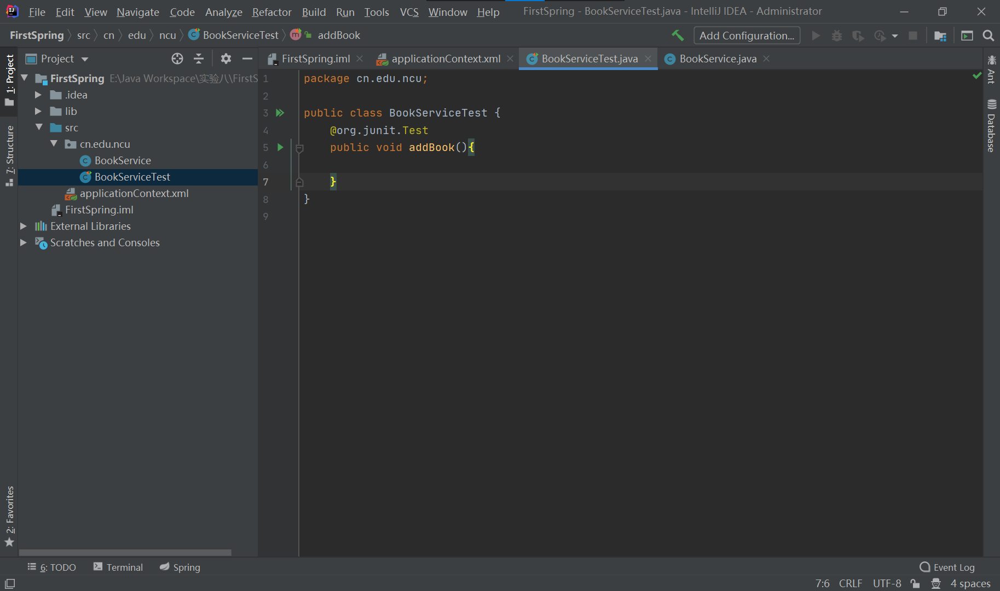 File Edit View Navigate Code Analyze Refactor Build Run Tools VCS Window Help FirstSpring - BookServiceTest.java - IntelliJ IDEA - Administrator
FirstSpring src cn edu ncu BookServiceTest addBook Add Configuration...
Project
FirstSpring.iml applicationContext.xml BookServiceTest.java BookService.java
1: Project
7: Structure
2: Favorites
FirstSpring E:\Java Workspace\实验八\FirstS
.idea
lib
src
cn.edu.ncu
BookService
BookServiceTest
applicationContext.xml
FirstSpring.iml
External Libraries
Scratches and Consoles
1 package cn.edu.ncu;
2
3 public class BookServiceTest {
4 @org.junit.Test
5 public void addBook(){
6
7 }
8 }
9
Ant
Database
6: TODO Terminal Spring Event Log
7:6 CRLF UTF-8 4 spaces